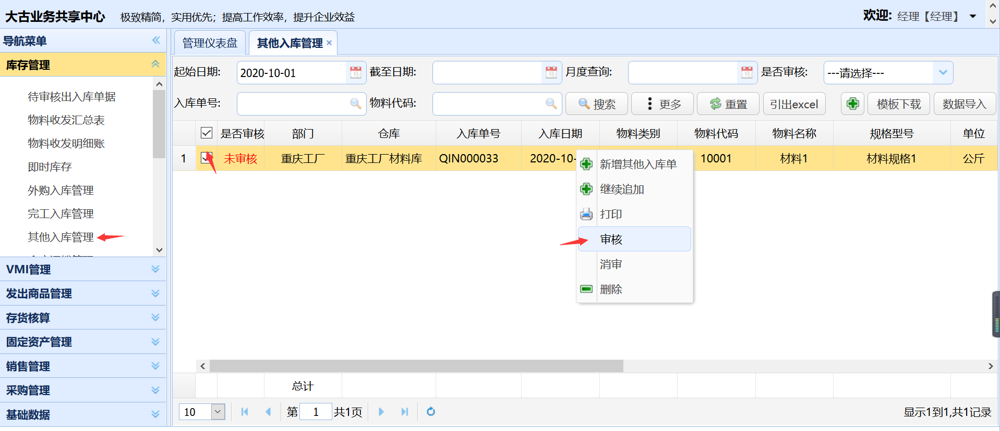 大古业务共享中心 极致精简，实用优先；提高工作效率，提升企业效益
欢迎: 经理【经理】
导航菜单
库存管理
待审核出入库单据
物料收发汇总表
物料收发明细账
即时库存
外购入库管理
完工入库管理
其他入库管理
VMI管理
发出商品管理
存货核算
固定资产管理
销售管理
采购管理
基础数据
管理仪表盘 其他入库管理 ×
起始日期: 2020-10-01 截至日期: 月度查询: 是否审核: ---请选择---
入库单号: 物料代码: 搜索 更多 重置 引出excel 模板下载 数据导入
是否审核 部门 仓库 入库单号 入库日期 物料类别 物料代码 物料名称 规格型号 单位
1 未审核 重庆工厂 重庆工厂材料库 QIN000033 2020-10- 10001 材料1 材料规格1 公斤
新增其他入库单
继续追加
打印
审核
消审
删除
总计
10 第 1 共1页 显示1到1,共1记录